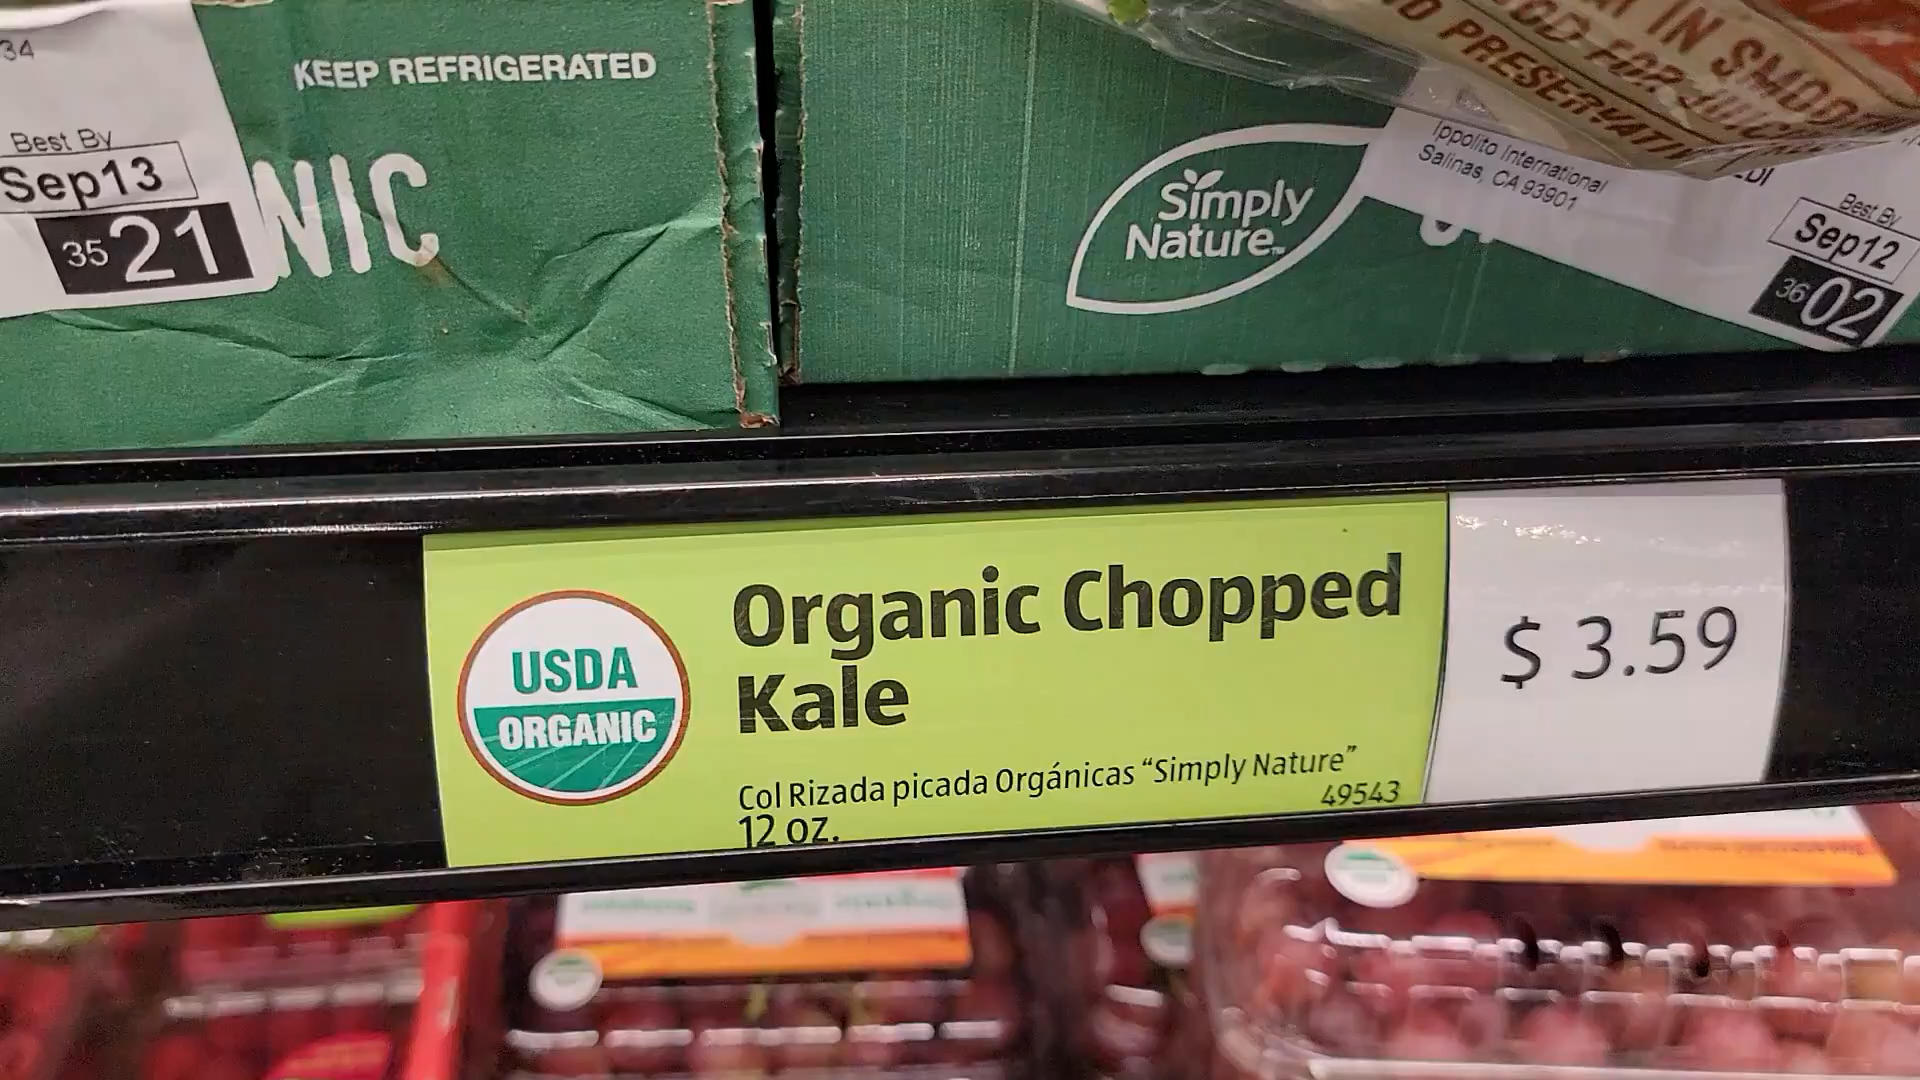 34
KEEP REFRIGERATED
Best By
Sep13
35 21
NIC
Simply
Nature
Ippolito International
Salinas, CA 93901
IN
FOR
PRESERVATI
Best By
Sep12
36 02
USDA
ORGANIC
Organic Chopped
Kale
Col Rizada picada Orgánicas “Simply Nature”
49543
12 oz.
$ 3.59